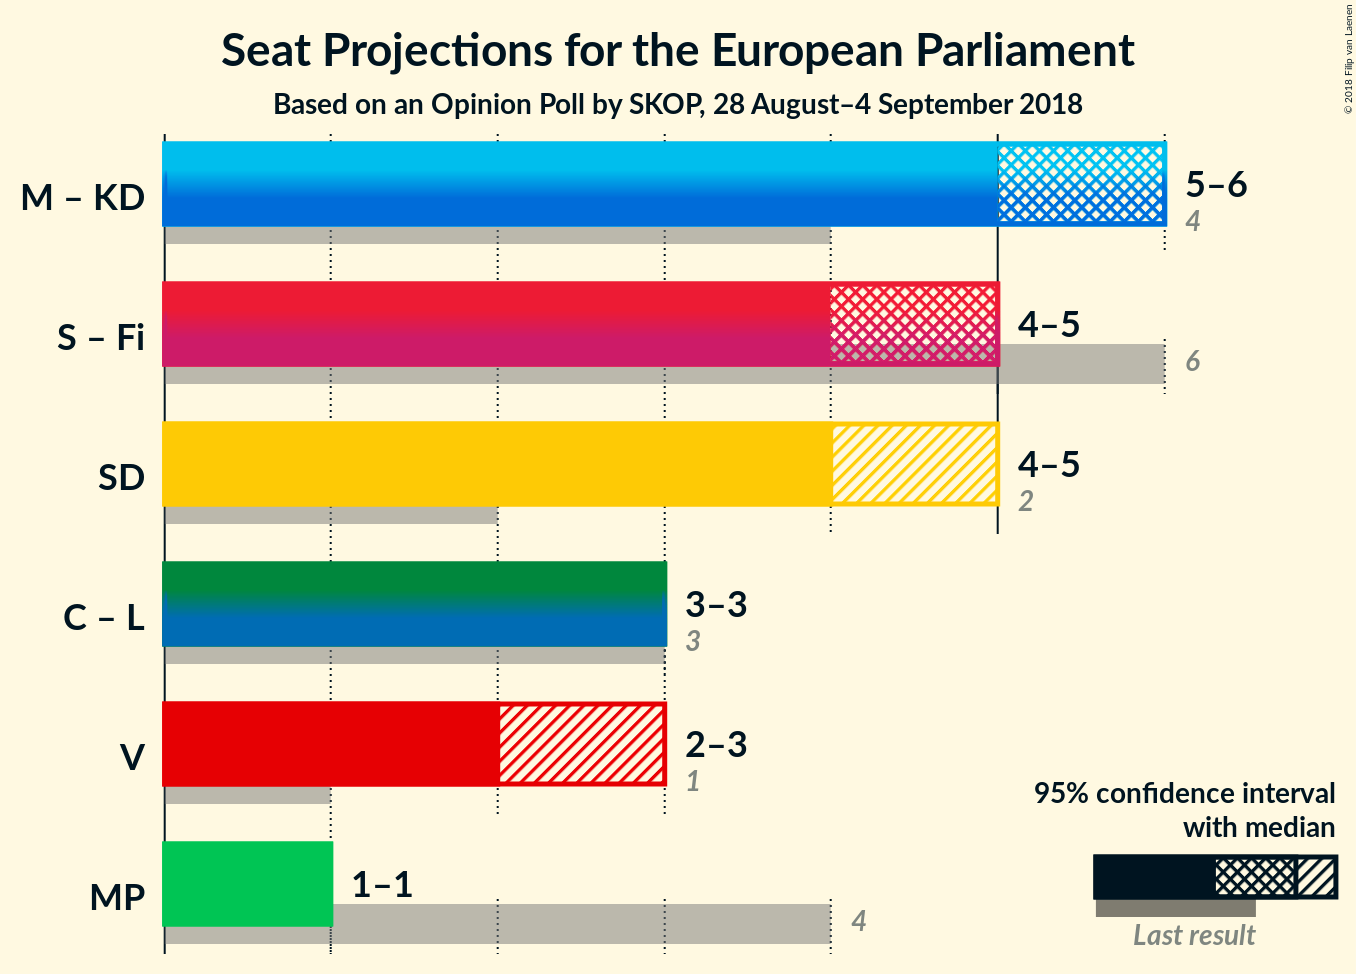 Seat Projections for the European Parliament
Based on an Opinion Poll by SKOP, 28 August–4 September 2018
© 2018 Filip van Laenen
M – KD
5–6
4
S – Fi
4–5
6
SD
4–5
2
C – L
3–3
3
V
2–3
1
MP
1–1
4
95% confidence interval
with median
Last result